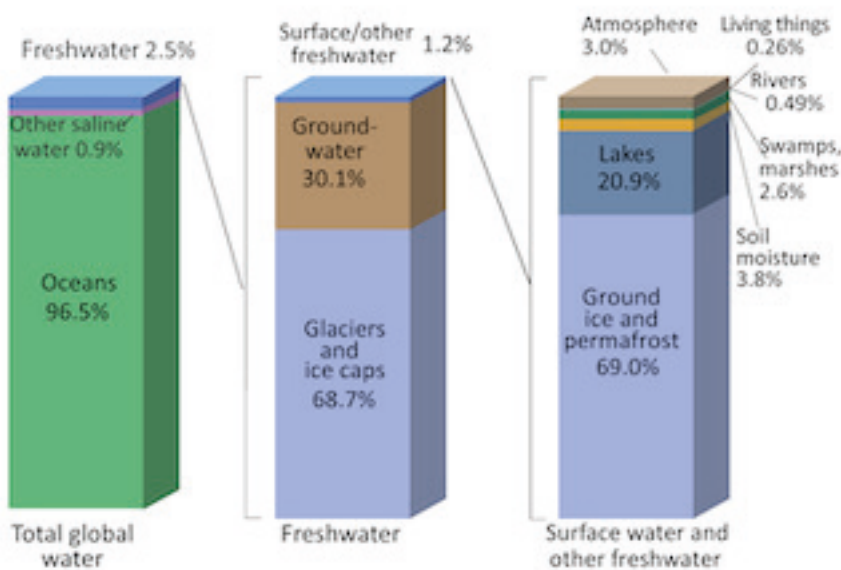 Freshwater 2.5%
Other saline
water 0.9%
Oceans
96.5%
Total global
water
Surface/other
freshwater 1.2%
Ground-
water
30.1%
Glaciers
and
ice caps
68.7%
Freshwater
Atmosphere
3.0%
Living things
0.26%
Rivers
0.49%
Swamps,
marshes
2.6%
Soil
moisture
3.8%
Lakes
20.9%
Ground
ice and
permafrost
69.0%
Surface water and
other freshwater